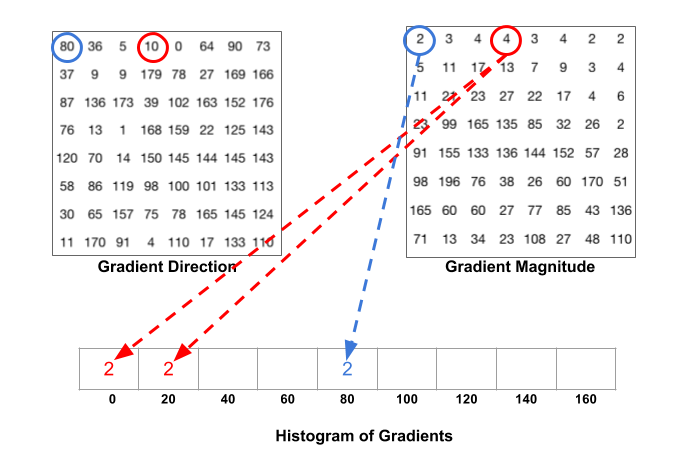 80 36 5 10 0 64 90 73
37 9 9 179 78 27 169 166
87 136 173 39 102 163 152 176
76 13 1 168 159 22 125 143
120 70 14 150 145 144 145 143
58 86 119 98 100 101 133 113
30 65 157 75 78 165 145 124
11 170 91 4 110 17 133 110
Gradient Direction
2 3 4 4 3 4 2 2
5 11 17 13 7 9 3 4
11 21 23 27 22 17 4 6
23 99 165 135 85 32 26 2
91 155 133 136 144 152 57 28
98 196 76 38 26 60 170 51
165 60 60 27 77 85 43 136
71 13 34 23 108 27 48 110
Gradient Magnitude
2 2 2
0 20 40 60 80 100 120 140 160
Histogram of Gradients